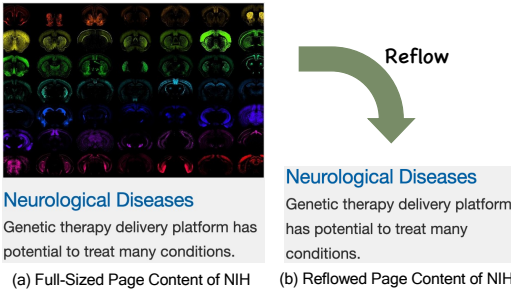 Reflow
Neurological Diseases
Genetic therapy delivery platform has
potential to treat many conditions.
(a) Full-Sized Page Content of NIH
Neurological Diseases
Genetic therapy delivery platform
has potential to treat many
conditions.
(b) Reflowed Page Content of NIH